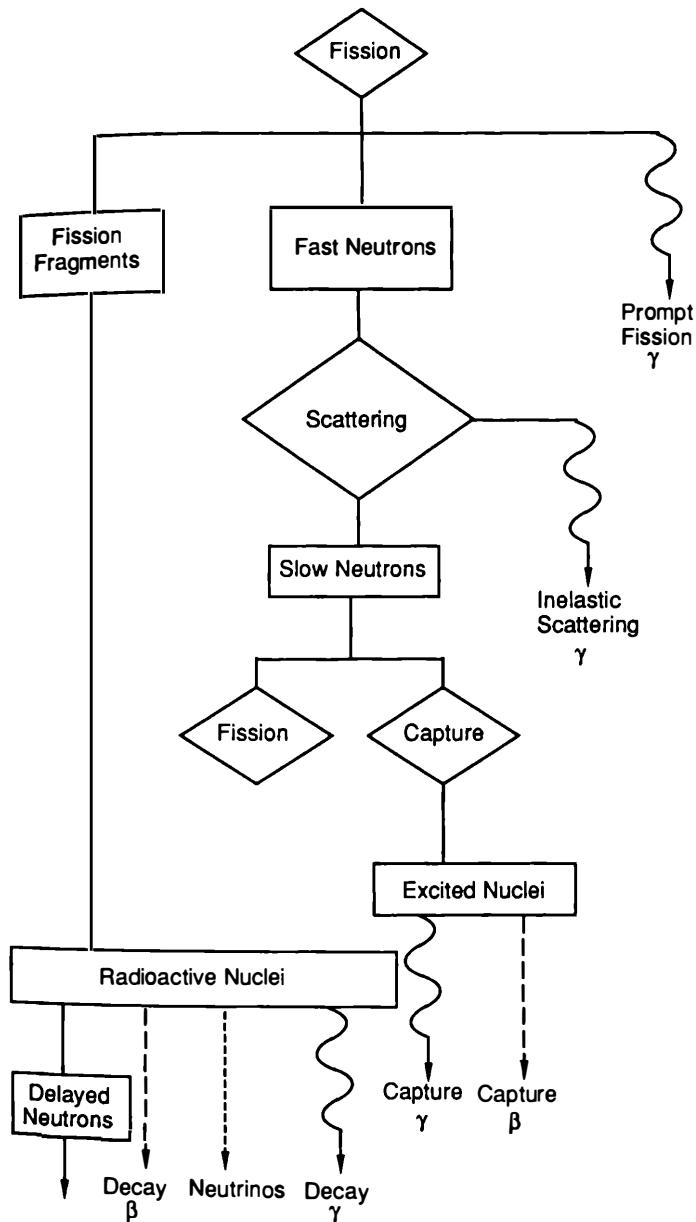 Fission
Fission
Fragments
Fast Neutrons
Prompt
Fission
γ
Scattering
Slow Neutrons
Inelastic
Scattering
γ
Fission
Capture
Excited Nuclei
Radioactive Nuclei
Delayed
Neutrons
Capture
γ
Capture
β
Decay
β
Neutrinos
Decay
γ